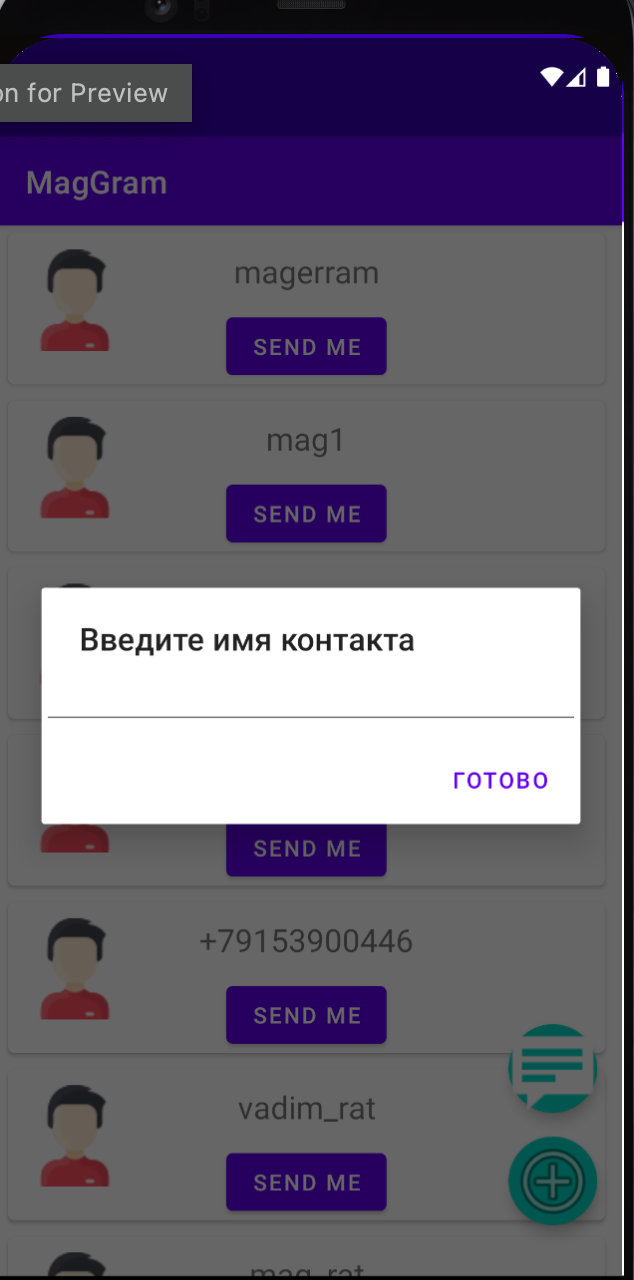 on for Preview
MagGram
magerram
SEND ME
mag1
SEND ME
Введите имя контакта
ГОТОВО
SEND ME
+79153900446
SEND ME
vadim_rat
SEND ME
mag_rat